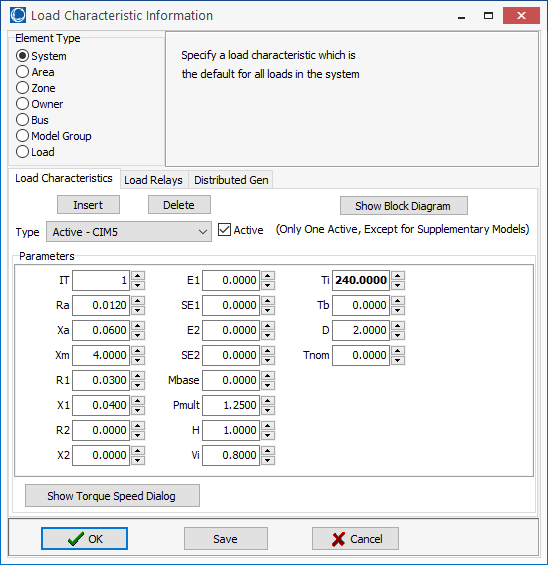 Load Characteristic Information
Element Type
System
Area
Zone
Owner
Bus
Model Group
Load
Specify a load characteristic which is
the default for all loads in the system
Load Characteristics Load Relays Distributed Gen
Insert Delete Show Block Diagram
Type Active - CIM5 Active (Only One Active, Except for Supplementary Models)
Parameters
IT 1 E1 0.0000 Ti 240.0000
Ra 0.0120 SE1 0.0000 Tb 0.0000
Xa 0.0600 E2 0.0000 D 2.0000
Xm 4.0000 SE2 0.0000 Tnom 0.0000
R1 0.0300 Mbase 0.0000
X1 0.0400 Pmult 1.2500
R2 0.0000 H 1.0000
X2 0.0000 Vi 0.8000
Show Torque Speed Dialog
OK Save Cancel